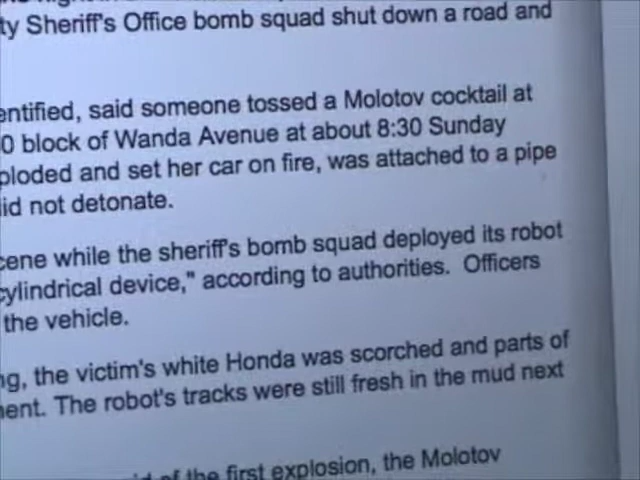 ty Sheriff's Office bomb squad shut down a road and
entified, said someone tossed a Molotov cocktail at
0 block of Wanda Avenue at about 8:30 Sunday
ploded and set her car on fire, was attached to a pipe
id not detonate.
cene while the sheriff's bomb squad deployed its robot
cylindrical device," according to authorities. Officers
the vehicle.
ng, the victim's white Honda was scorched and parts of
ent. The robot's tracks were still fresh in the mud next
of the first explosion, the Molotov